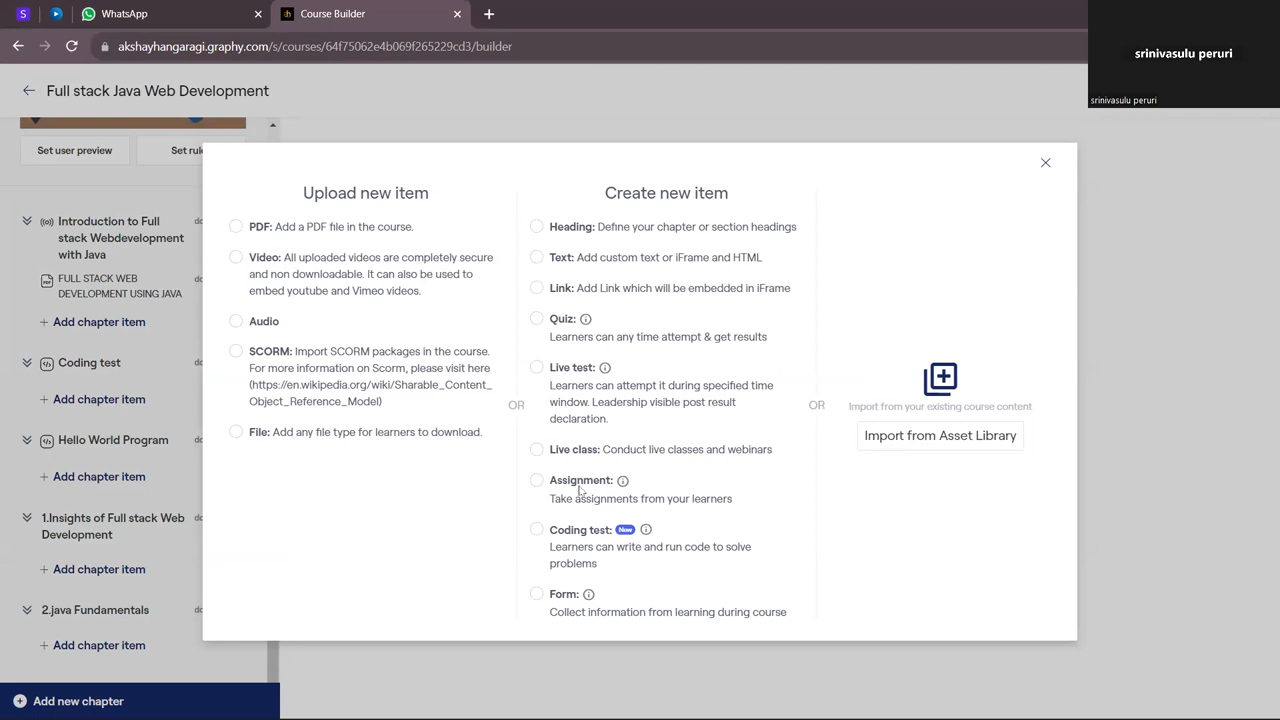 S
WhatsApp
Course Builder
akshayhangaragi.graphy.com/s/courses/64f75062e4b069f265229cd3/builder
srinivasulu peruri
srinivasulu peruri
Full stack Java Web Development
Set user preview
Set rul
Introduction to Full
stack Webdevelopment
with Java
FULL STACK WEB
DEVELOPMENT USING JAVA
+ Add chapter item
Coding test
+ Add chapter item
Hello World Program
+ Add chapter item
1.Insights of Full stack Web
Development
+ Add chapter item
2.java Fundamentals
+ Add chapter item
Add new chapter
Upload new item
PDF: Add a PDF file in the course.
Video: All uploaded videos are completely secure
and non downloadable. It can also be used to
embed youtube and Vimeo videos.
Audio
SCORM: Import SCORM packages in the course.
For more information on Scorm, please visit here
(https://en.wikipedia.org/wiki/Sharable_Content_
Object_Reference_Model)
File: Add any file type for learners to download.
OR
Create new item
Heading: Define your chapter or section headings
Text: Add custom text or iFrame and HTML
Link: Add Link which will be embedded in iFrame
Quiz:
Learners can any time attempt & get results
Live test:
Learners can attempt it during specified time
window. Leadership visible post result
declaration.
Live class: Conduct live classes and webinars
Assignment:
Take assignments from your learners
Coding test: New
Learners can write and run code to solve
problems
Form:
Collect information from learning during course
OR
Import from your existing course content
Import from Asset Library